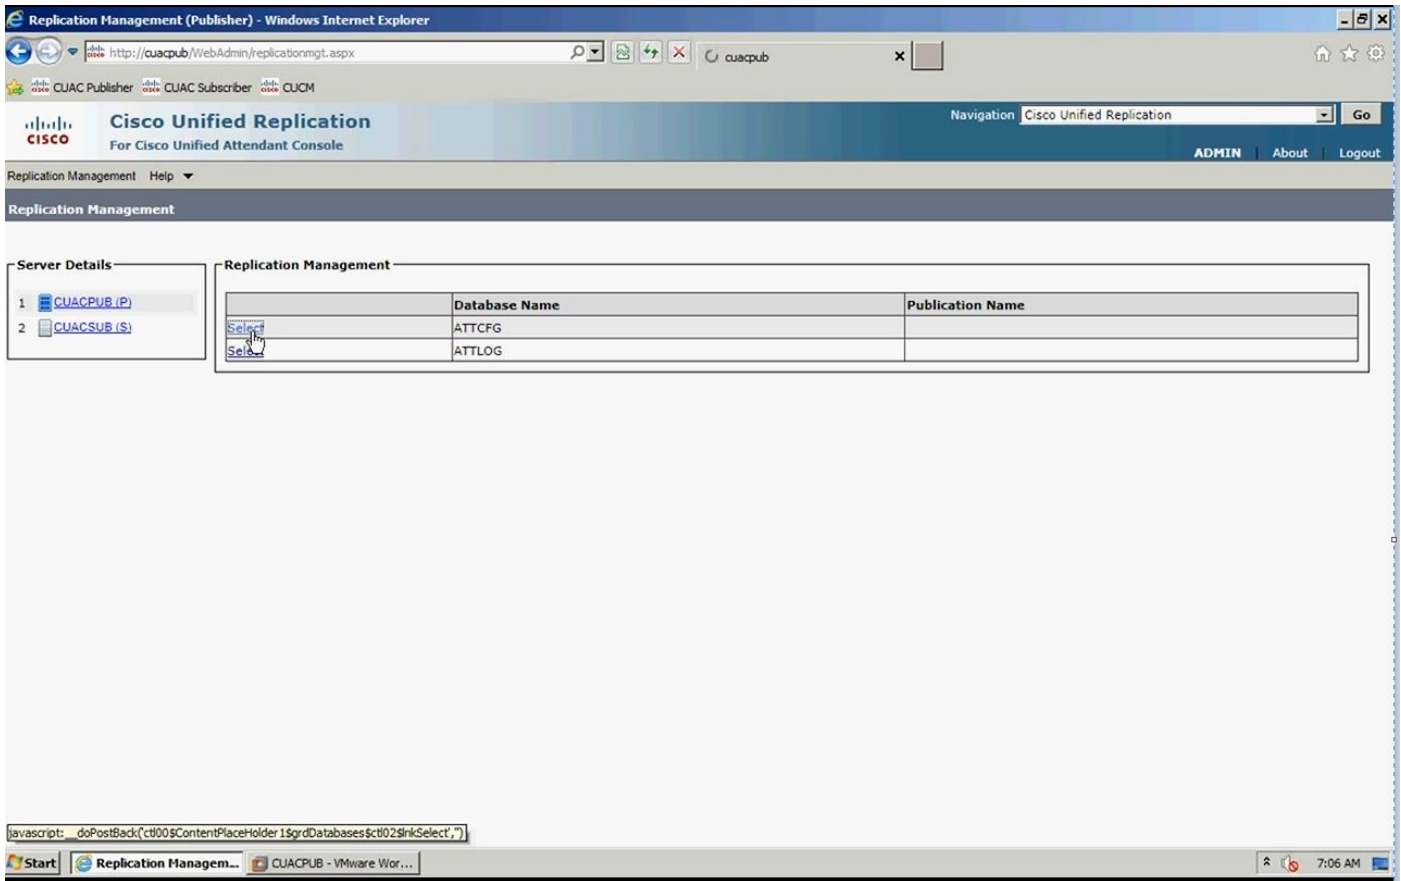 Replication Management (Publisher) - Windows Internet Explorer
http://cuacpub/WebAdmin/replicationmgt.aspx
cuacpub
CUAC Publisher CUAC Subscriber CUCM
CISCO
Cisco Unified Replication
For Cisco Unified Attendant Console
Navigation Cisco Unified Replication Go
ADMIN About Logout
Replication Management Help
Replication Management
Server Details
1 CUACPUB (P)
2 CUACSUB (S)
Replication Management
Database Name Publication Name
Select ATTCFG
Select ATTLOG
javascript:__doPostBack('ctl00$ContentPlaceHolder1$grdDatabases$ctl02$lnkSelect','')
Start Replication Managem... CUACPUB - VMware Wor... 7:06 AM